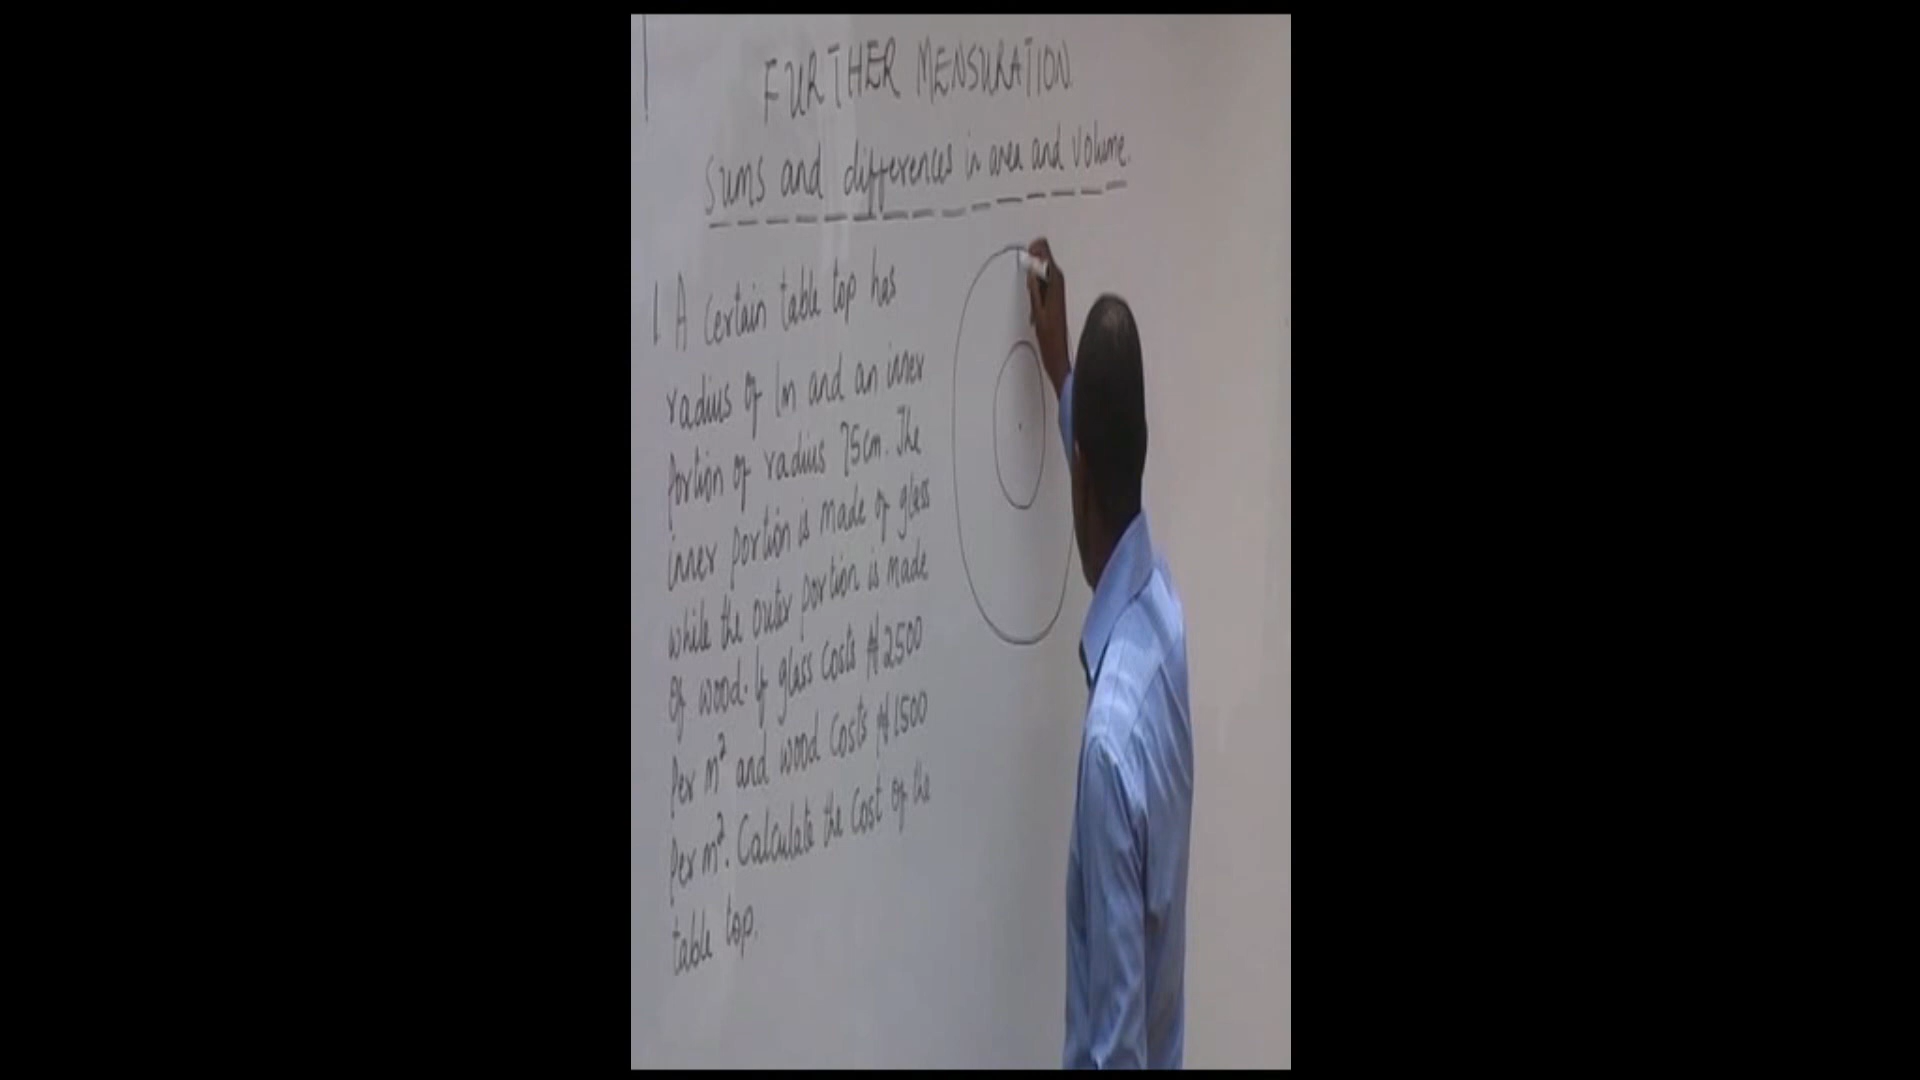 FURTHER MENSURATION
Sums and differences in area and volume.
1. A certain table top has
radius of 1m and an inner
portion of radius 75cm. The
inner portion is made of glass
while the outer portion is made
of wood. If glass costs ₦2500
per m² and wood costs ₦1500
per m². Calculate the cost of the
table top.